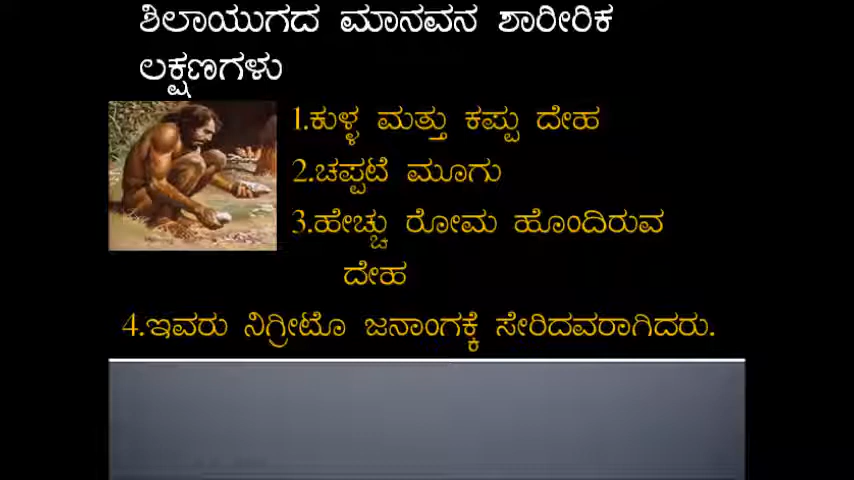 ಶಿಲಾಯುಗದ ಮಾನವನ ಶಾರೀರಿಕ
ಲಕ್ಷಣಗಳು
1.ಕುಳ್ಳ ಮತ್ತು ಕಪ್ಪು ದೇಹ
2.ಚಪ್ಪಟೆ ಮೂಗು
3.ಹೇಚ್ಚು ರೋಮ ಹೊಂದಿರುವ
ದೇಹ
4.ಇವರು ನಿಗ್ರೀಟೊ ಜನಾಂಗಕ್ಕೆ ಸೇರಿದವರಾಗಿದರು.